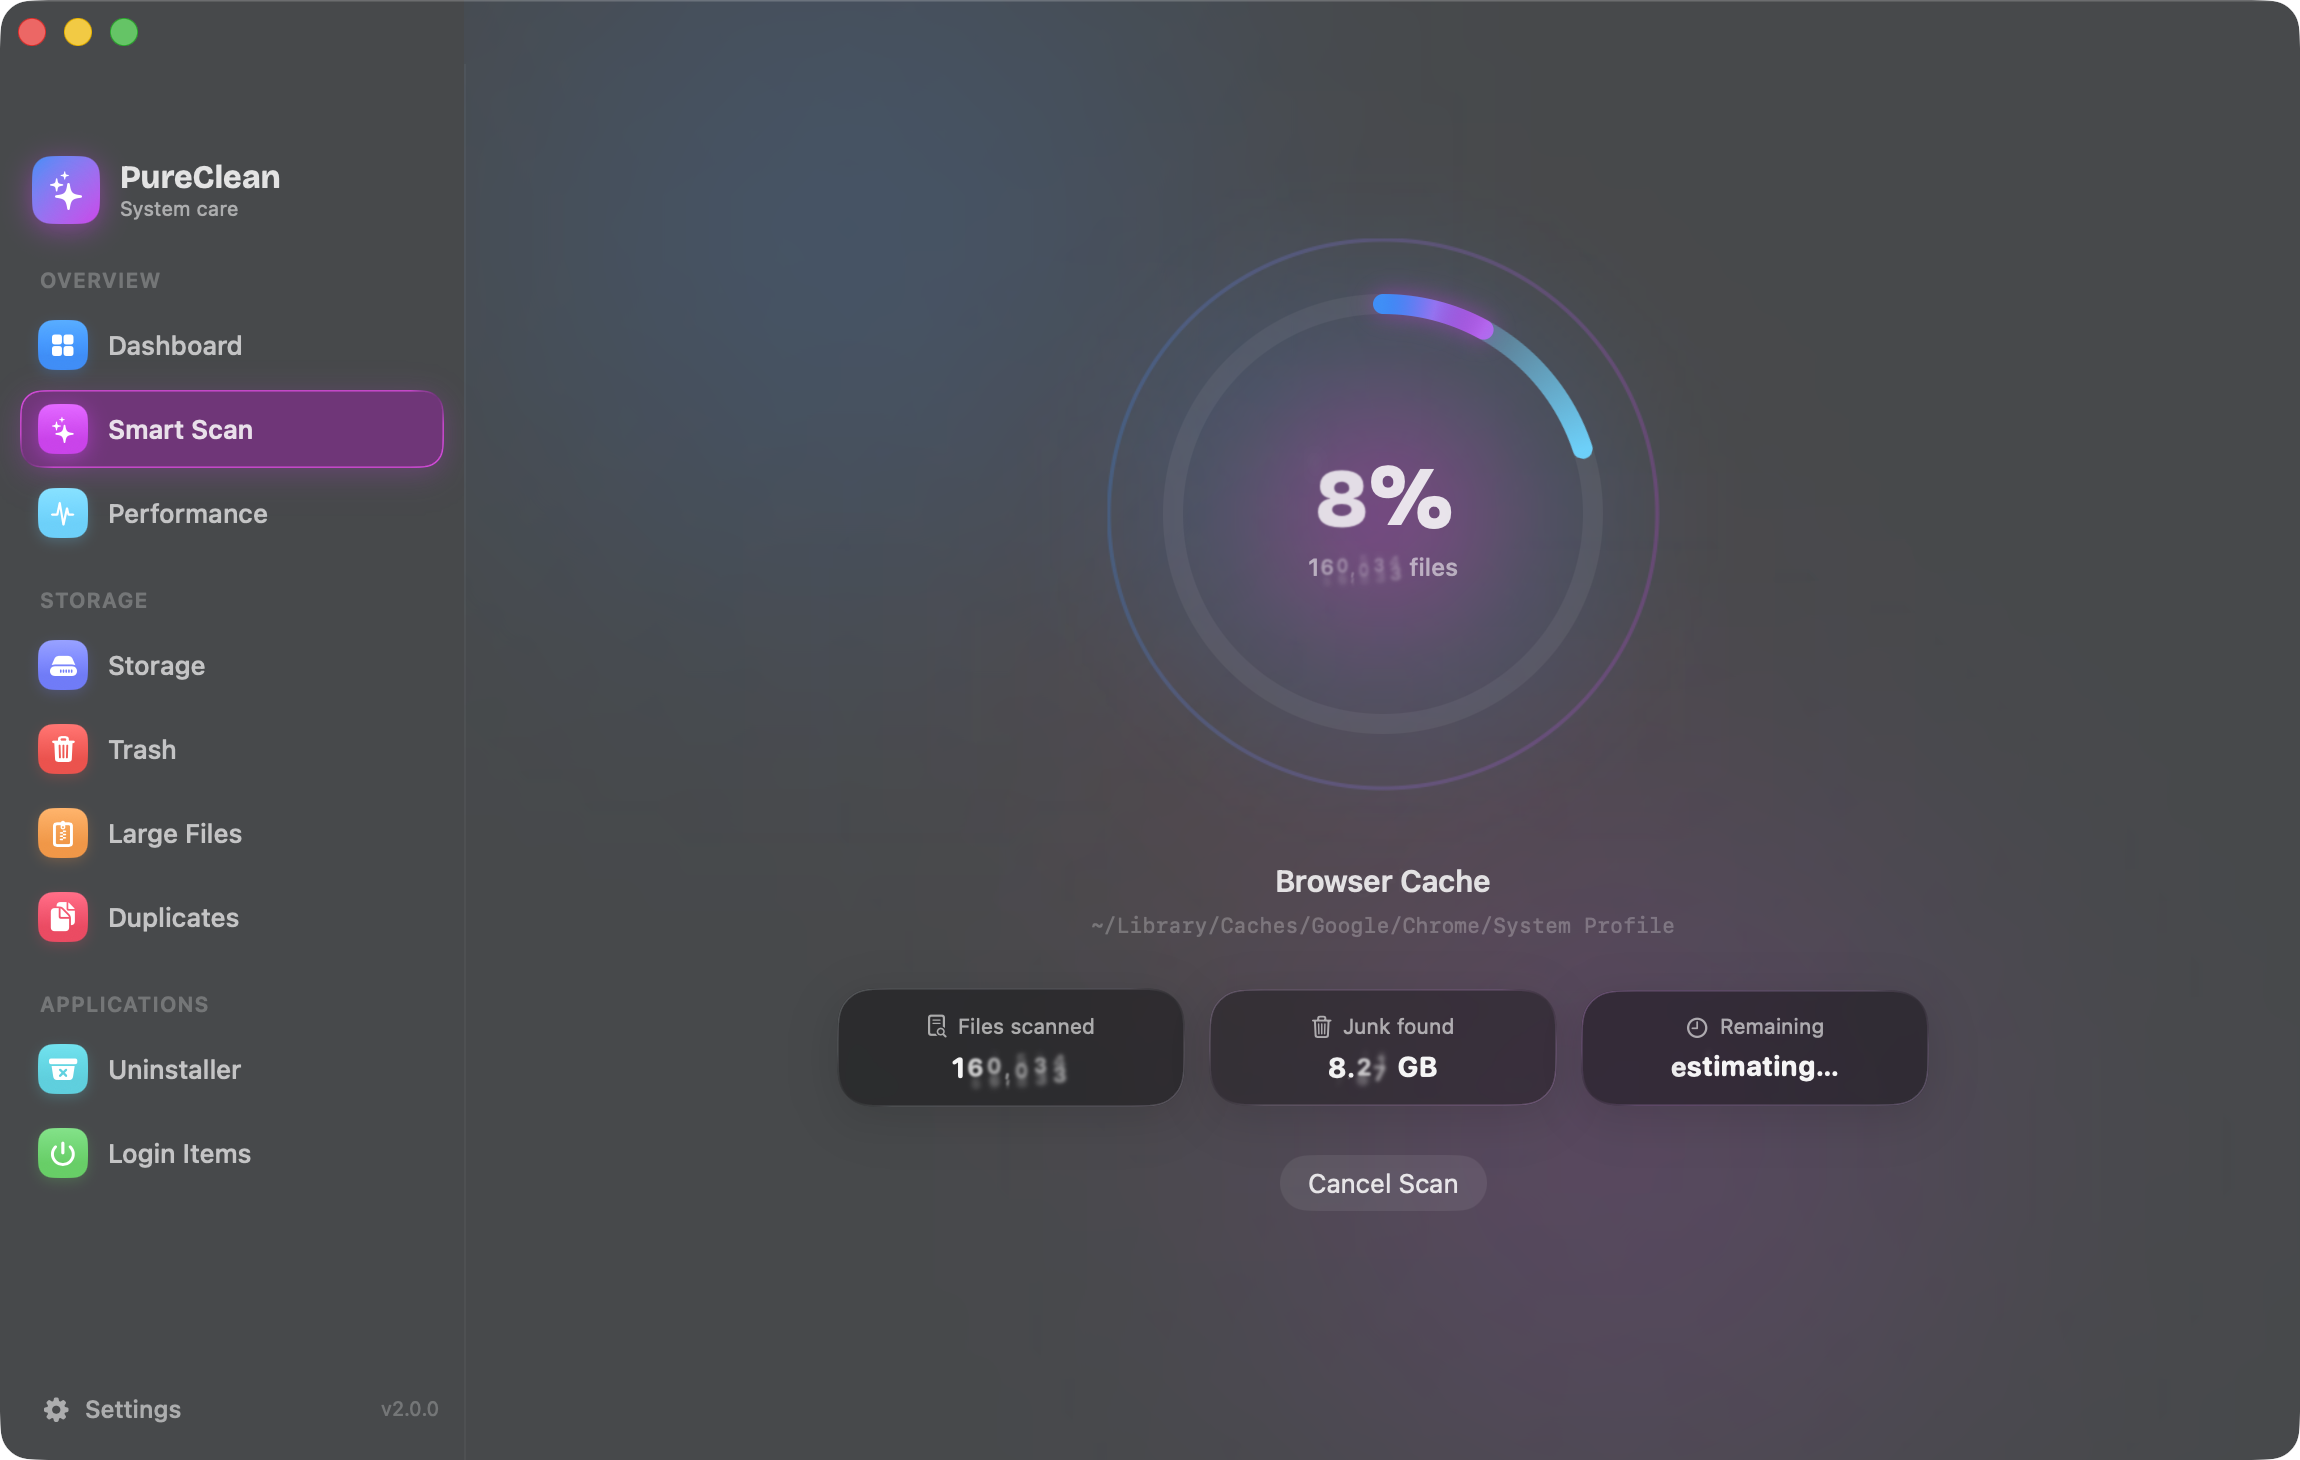 PureClean
System care
OVERVIEW
Dashboard
Smart Scan
Performance
STORAGE
Storage
Trash
Large Files
Duplicates
APPLICATIONS
Uninstaller
Login Items
Settings
v2.0.0
8%
files
Browser Cache
~/Library/Caches/Google/Chrome/System Profile
Files scanned
Junk found
GB
Remaining
estimating...
Cancel Scan